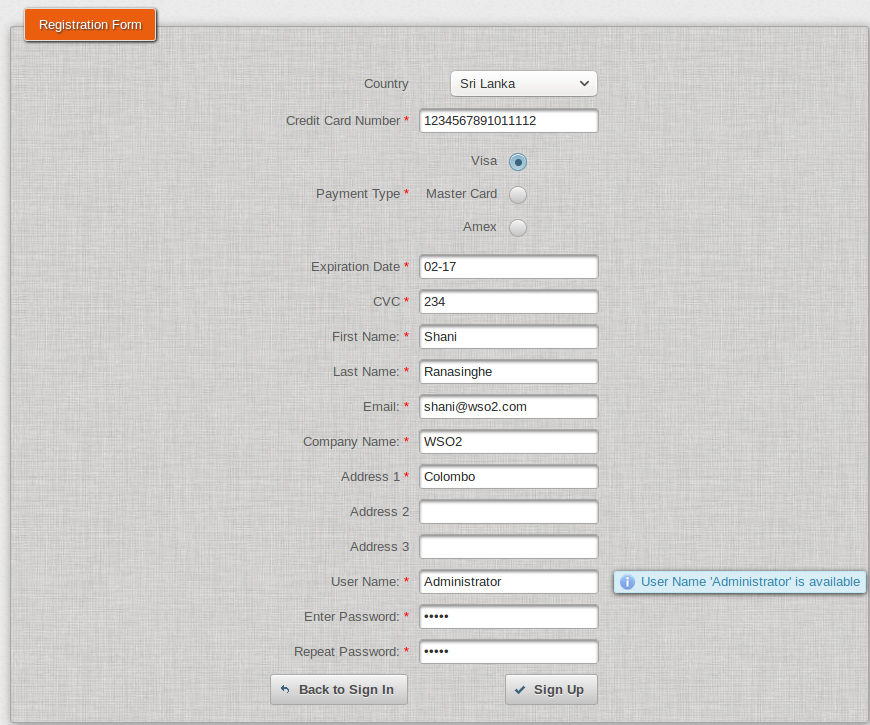 Registration Form
Country Sri Lanka
Credit Card Number * 1234567891011112
Visa
Payment Type * Master Card
Amex
Expiration Date * 02-17
CVC * 234
First Name: * Shani
Last Name: * Ranasinghe
Email: * shani@wso2.com
Company Name: * WSO2
Address 1 * Colombo
Address 2
Address 3
User Name: * Administrator User Name 'Administrator' is available
Enter Password: * •••••
Repeat Password: * •••••
Back to Sign In Sign Up